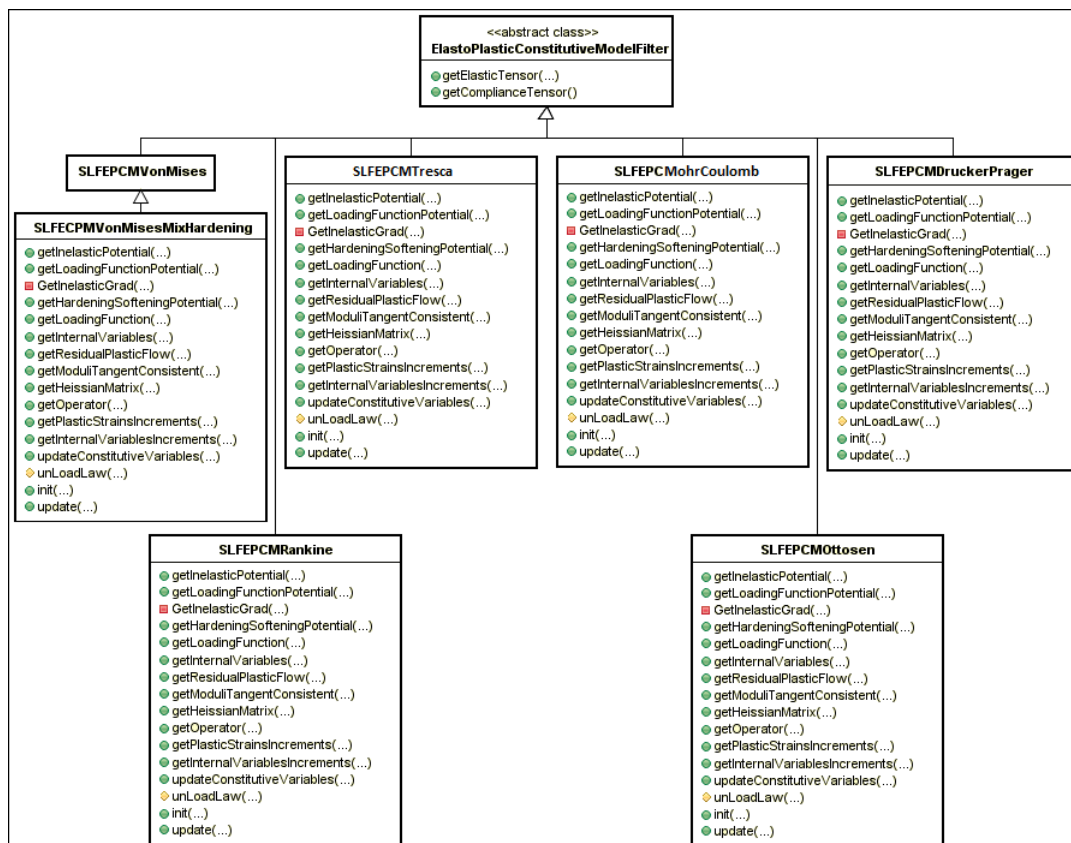 <<abstract class>>
ElastoPlasticConstitutiveModelFilter
getElasticTensor(...)
getComplianceTensor()
SLFEPCMVonMises
SLFECPMVonMisesMixHardening
getInelasticPotential(...)
getLoadingFunctionPotential(...)
GetInelasticGrad(...)
getHardeningSofteningPotential(...)
getLoadingFunction(...)
getInternalVariables(...)
getResidualPlasticFlow(...)
getModuliTangentConsistent(...)
getHeissianMatrix(...)
getOperator(...)
getPlasticStrainsIncrements(...)
getInternalVariablesIncrements(...)
updateConstitutiveVariables(...)
unLoadLaw(...)
init(...)
update(...)
SLFEPCMTresca
getInelasticPotential(...)
getLoadingFunctionPotential(...)
GetInelasticGrad(...)
getHardeningSofteningPotential(...)
getLoadingFunction(...)
getInternalVariables(...)
getResidualPlasticFlow(...)
getModuliTangentConsistent(...)
getHeissianMatrix(...)
getOperator(...)
getPlasticStrainsIncrements(...)
getInternalVariablesIncrements(...)
updateConstitutiveVariables(...)
unLoadLaw(...)
init(...)
update(...)
SLFEPCMohrCoulomb
getInelasticPotential(...)
getLoadingFunctionPotential(...)
GetInelasticGrad(...)
getHardeningSofteningPotential(...)
getLoadingFunction(...)
getInternalVariables(...)
getResidualPlasticFlow(...)
getModuliTangentConsistent(...)
getHeissianMatrix(...)
getOperator(...)
getPlasticStrainsIncrements(...)
getInternalVariablesIncrements(...)
updateConstitutiveVariables(...)
unLoadLaw(...)
init(...)
update(...)
SLFEPCMDruckerPrager
getInelasticPotential(...)
getLoadingFunctionPotential(...)
GetInelasticGrad(...)
getHardeningSofteningPotential(...)
getLoadingFunction(...)
getInternalVariables(...)
getResidualPlasticFlow(...)
getModuliTangentConsistent(...)
getHeissianMatrix(...)
getOperator(...)
getPlasticStrainsIncrements(...)
getInternalVariablesIncrements(...)
updateConstitutiveVariables(...)
unLoadLaw(...)
init(...)
update(...)
SLFEPCMRankine
getInelasticPotential(...)
getLoadingFunctionPotential(...)
GetInelasticGrad(...)
getHardeningSofteningPotential(...)
getLoadingFunction(...)
getInternalVariables(...)
getResidualPlasticFlow(...)
getModuliTangentConsistent(...)
getHeissianMatrix(...)
getOperator(...)
getPlasticStrainsIncrements(...)
getInternalVariablesIncrements(...)
updateConstitutiveVariables(...)
unLoadLaw(...)
init(...)
update(...)
SLFEPCMOttosen
getInelasticPotential(...)
getLoadingFunctionPotential(...)
GetInelasticGrad(...)
getHardeningSofteningPotential(...)
getLoadingFunction(...)
getInternalVariables(...)
getResidualPlasticFlow(...)
getModuliTangentConsistent(...)
getHeissianMatrix(...)
getOperator(...)
getPlasticStrainsIncrements(...)
getInternalVariablesIncrements(...)
updateConstitutiveVariables(...)
unLoadLaw(...)
init(...)
update(...)